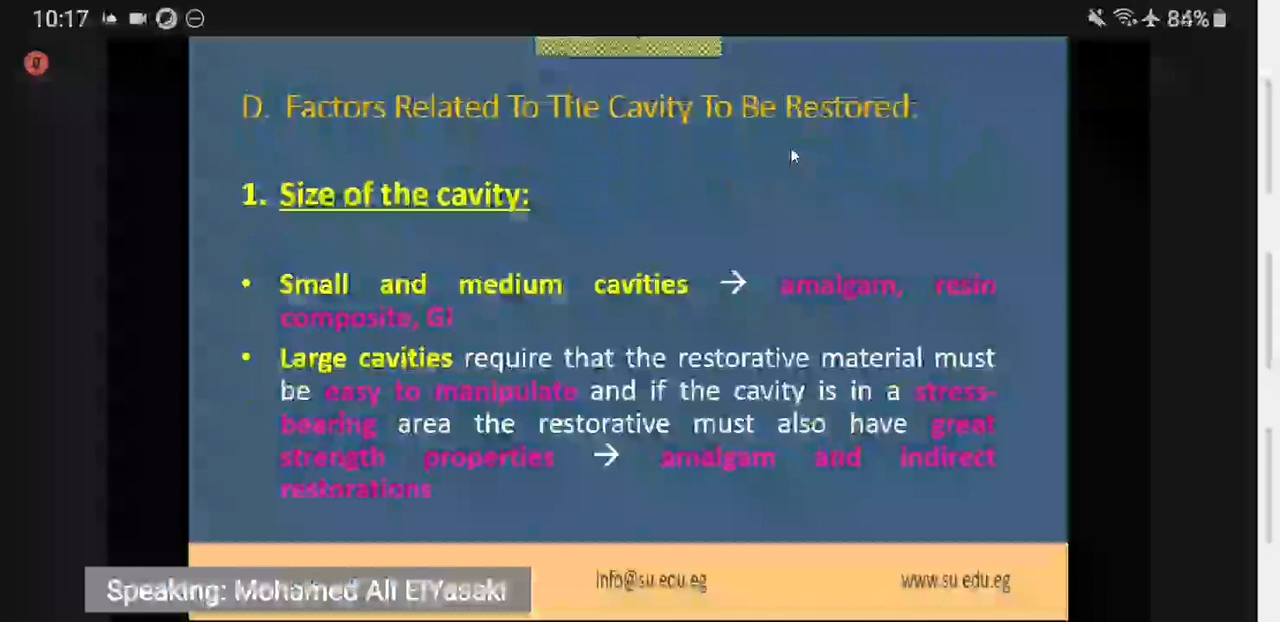 10:17
84%
D. Factors Related To The Cavity To Be Restored:
1. Size of the cavity:
• Small and medium cavities → amalgam, resin
composite, GI
• Large cavities require that the restorative material must
be easy to manipulate and if the cavity is in a stress-
bearing area the restorative must also have great
strength properties → amalgam and indirect
restorations
Speaking: Mohamed Ali ElYasaki
Info@su.edu.eg
www.su.edu.eg